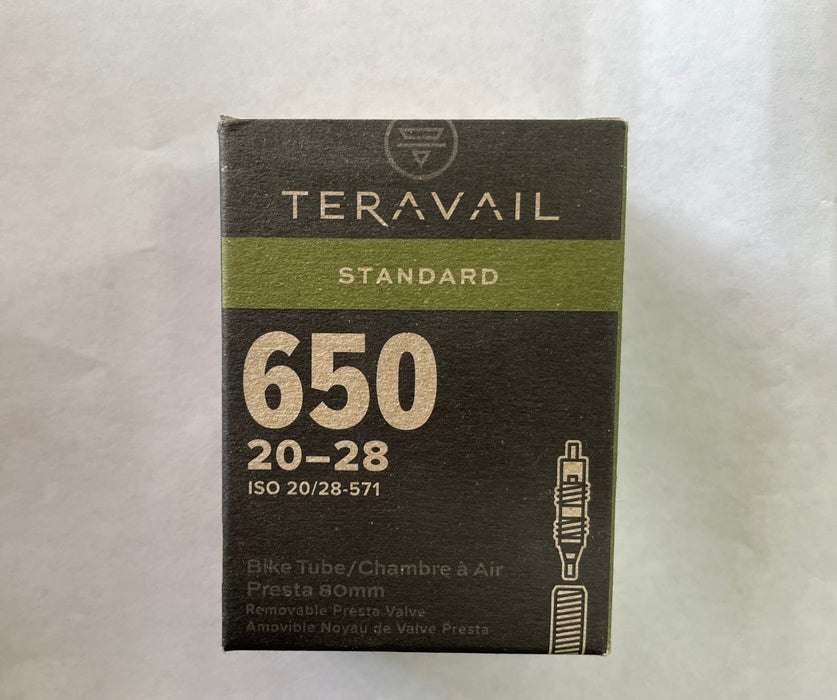 TERAVAIL
STANDARD
650
20–28
ISO 20/28-571
Bike Tube/Chambre à Air
Presta 80mm
Removable Presta Valve
Amovible Noyau de Valve Presta